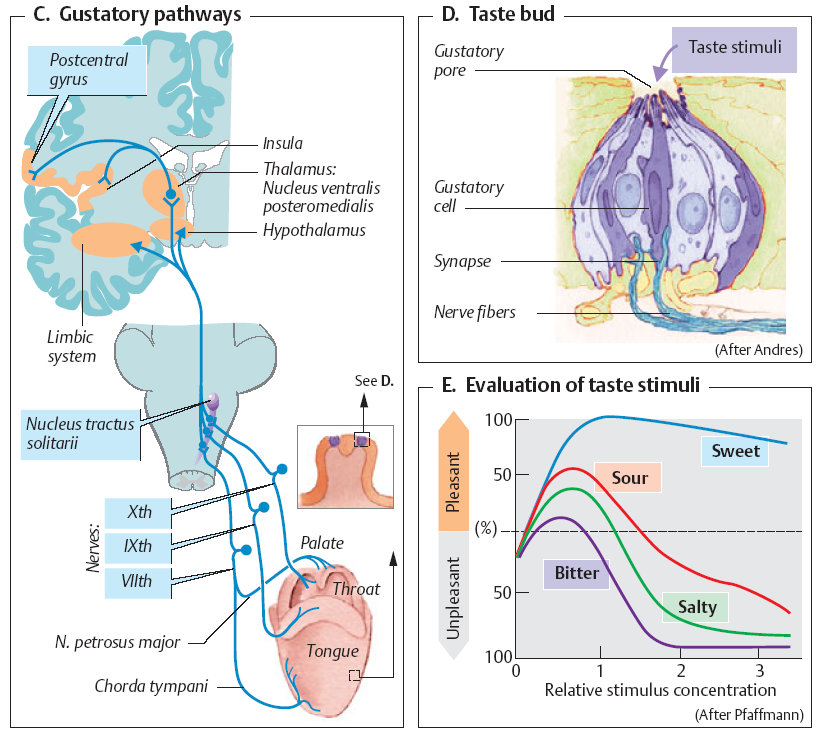 C. Gustatory pathways
Postcentral
gyrus
Insula
Thalamus:
Nucleus ventralis
posteromedialis
Hypothalamus
Limbic
system
See D.
Nucleus tractus
solitarii
Nerves:
Xth
IXth
VIIth
Palate
Throat
N. petrosus major
Tongue
Chorda tympani
D. Taste bud
Gustatory
pore
Taste stimuli
Gustatory
cell
Synapse
Nerve fibers
(After Andres)
E. Evaluation of taste stimuli
Pleasant
Unpleasant
100
50
(%)
50
100
Sweet
Sour
Bitter
Salty
0
1
2
3
Relative stimulus concentration
(After Pfaffmann)